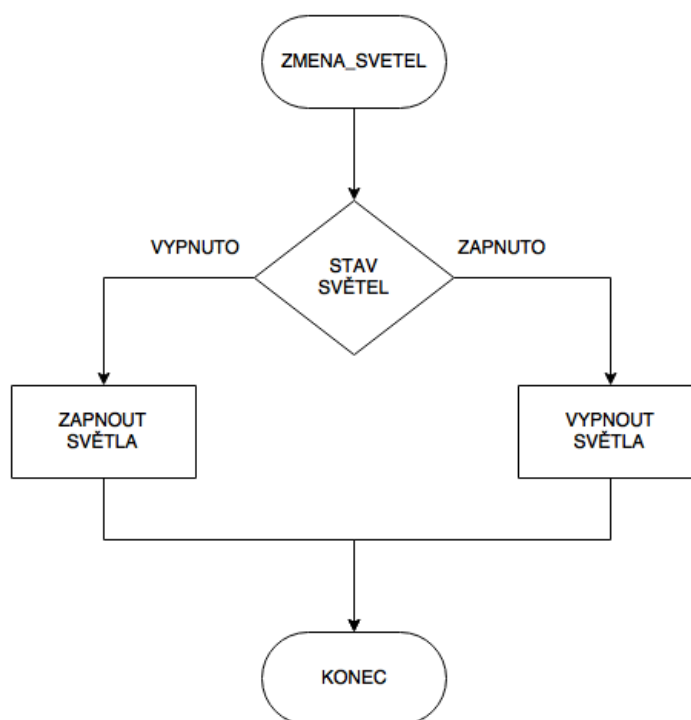 ZMENA_SVETEL
VYPNUTO
ZAPNUTO
STAV
SVĚTEL
ZAPNOUT
SVĚTLA
VYPNOUT
SVĚTLA
KONEC